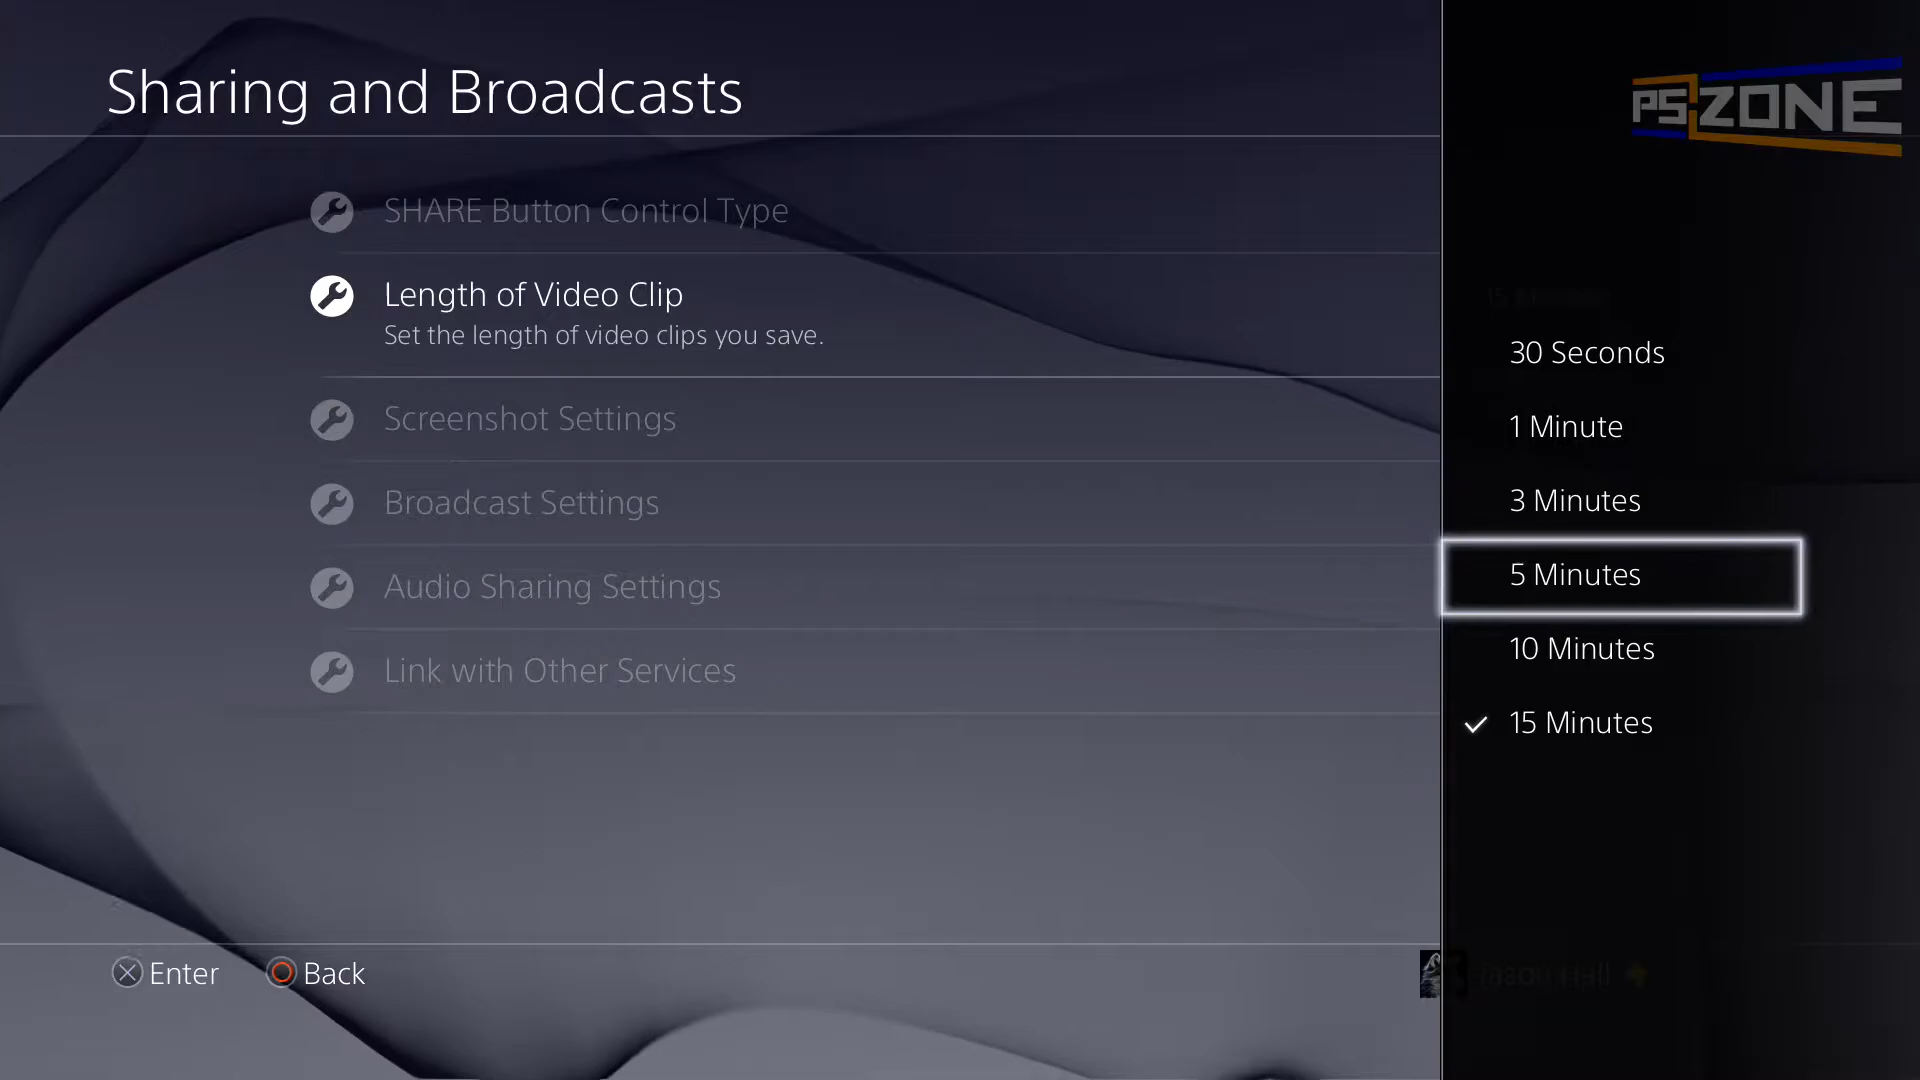 Sharing and Broadcasts
PS ZONE
SHARE Button Control Type
Length of Video Clip
Set the length of video clips you save.
Screenshot Settings
Broadcast Settings
Audio Sharing Settings
Link with Other Services
30 Seconds
1 Minute
3 Minutes
5 Minutes
10 Minutes
15 Minutes
Enter
Back